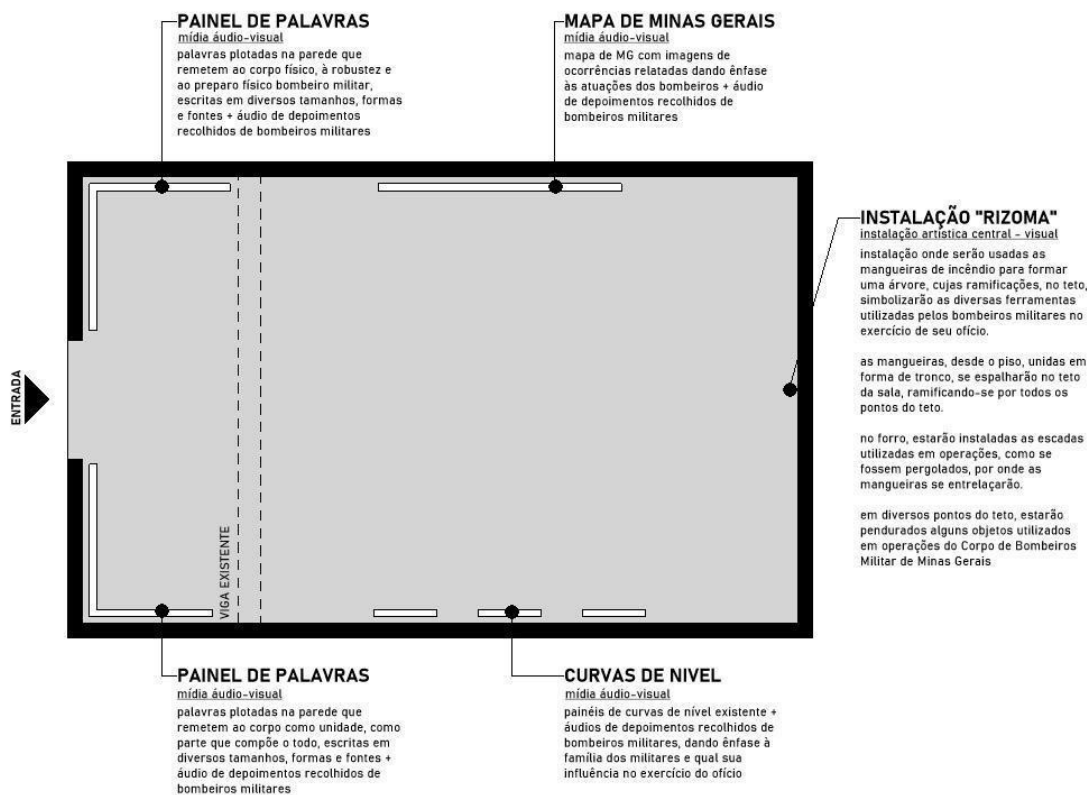 PAINEL DE PALAVRAS
mídia áudio-visual
palavras plotadas na parede que
remetem ao corpo físico, à robustez e
ao preparo físico bombeiro militar,
escritas em diversos tamanhos, formas
e fontes + áudio de depoimentos
recolhidos de bombeiros militares
MAPA DE MINAS GERAIS
mídia áudio-visual
mapa de MG com imagens de
ocorrências relatadas dando ênfase
às atuações dos bombeiros + áudio
de depoimentos recolhidos de
bombeiros militares
INSTALAÇÃO "RIZOMA"
instalação artística central - visual
instalação onde serão usadas as
mangueiras de incêndio para formar
uma árvore, cujas ramificações, no teto,
simbolizarão as diversas ferramentas
utilizadas pelos bombeiros militares no
exercício de seu ofício.
as mangueiras, desde o piso, unidas em
forma de tronco, se espalharão no teto
da sala, ramificando-se por todos os
pontos do teto.
no forro, estarão instaladas as escadas
utilizadas em operações, como se
fossem pergolados, por onde as
mangueiras se entrelaçarão.
em diversos pontos do teto, estarão
pendurados alguns objetos utilizados
em operações do Corpo de Bombeiros
Militar de Minas Gerais
ENTRADA
VIGA EXISTENTE
PAINEL DE PALAVRAS
mídia áudio-visual
palavras plotadas na parede que
remetem ao corpo como unidade, como
parte que compõe o todo, escritas em
diversos tamanhos, formas e fontes +
áudio de depoimentos recolhidos de
bombeiros militares
CURVAS DE NIVEL
mídia áudio-visual
painéis de curvas de nível existente +
áudios de depoimentos recolhidos de
bombeiros militares, dando ênfase à
família dos militares e qual sua
influência no exercício do ofício